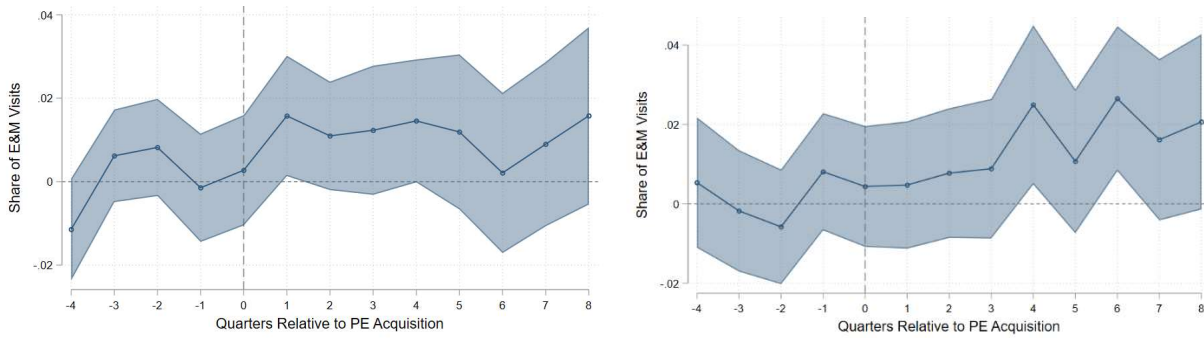 .04
.02
0
-.02
Share of E&M Visits
-4 -3 -2 -1 0 1 2 3 4 5 6 7 8
Quarters Relative to PE Acquisition
.04
.02
0
-.02
Share of E&M Visits
-4 -3 -2 -1 0 1 2 3 4 5 6 7 8
Quarters Relative to PE Acquisition